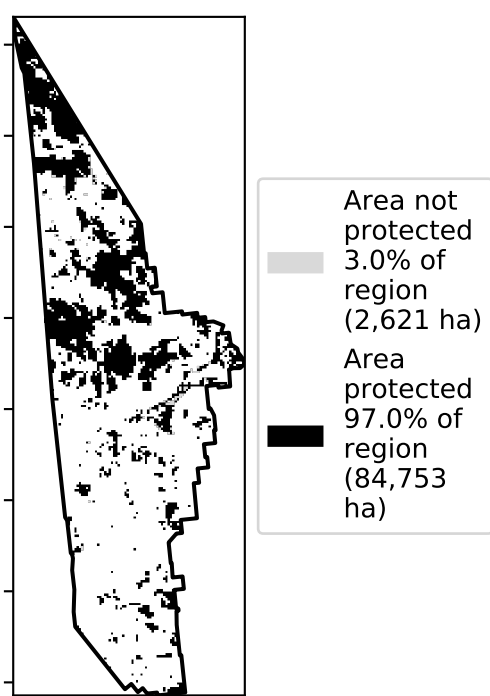 Area not
protected
3.0% of
region
(2,621 ha)
Area
protected
97.0% of
region
(84,753
ha)